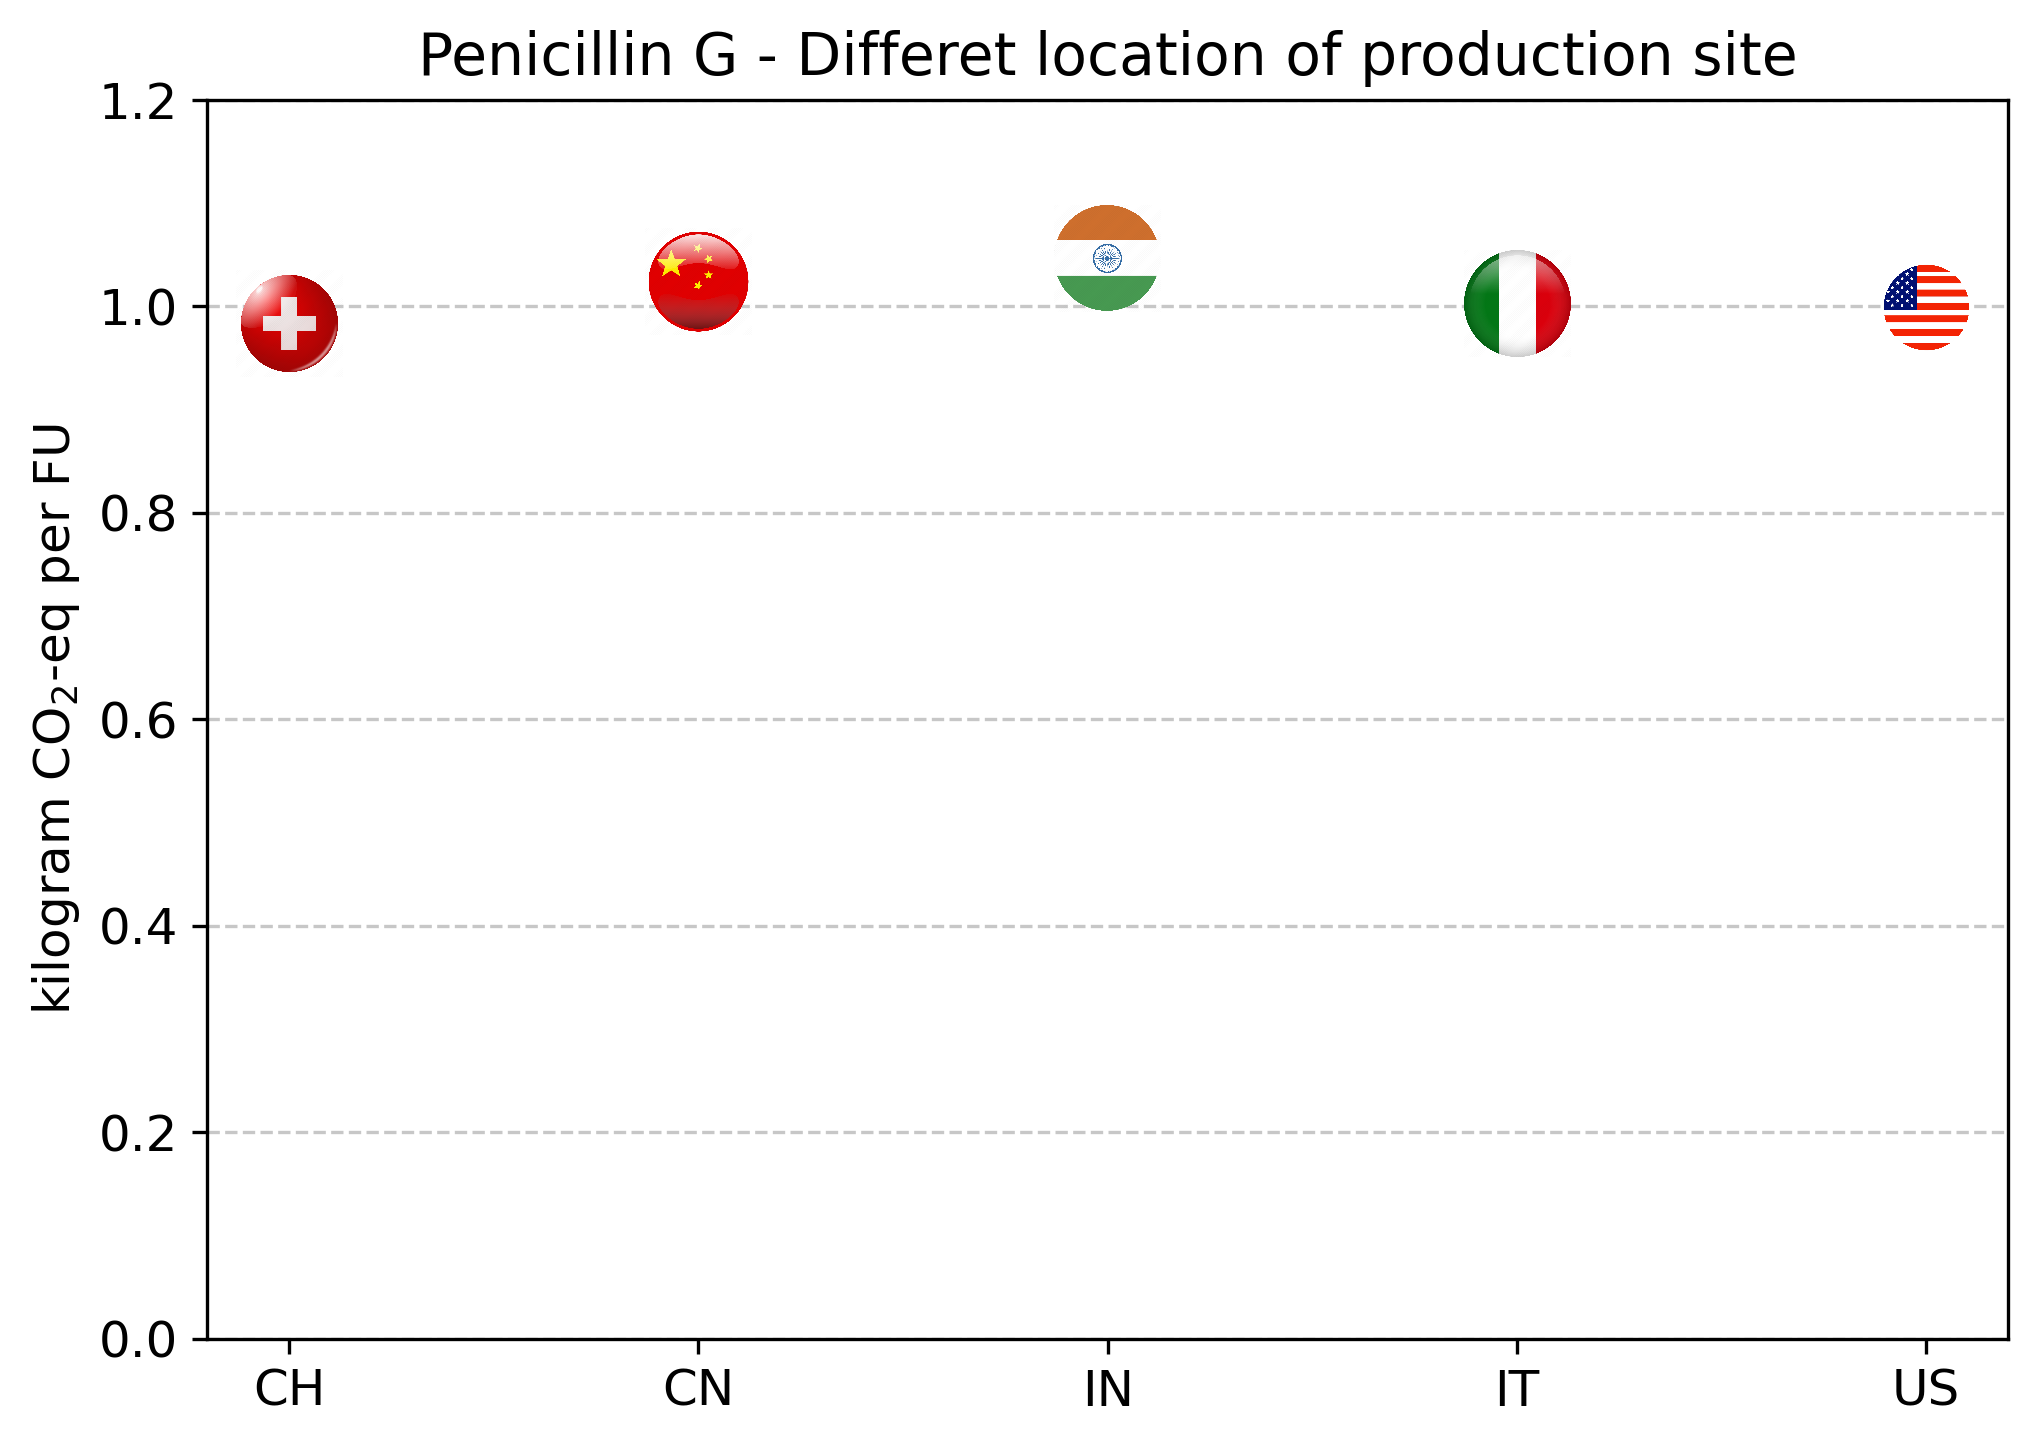 Penicillin G - Differet location of production site
1.2
1.0
0.8
0.6
0.4
0.2
0.0
kilogram CO₂-eq per FU
CH CN IN IT US